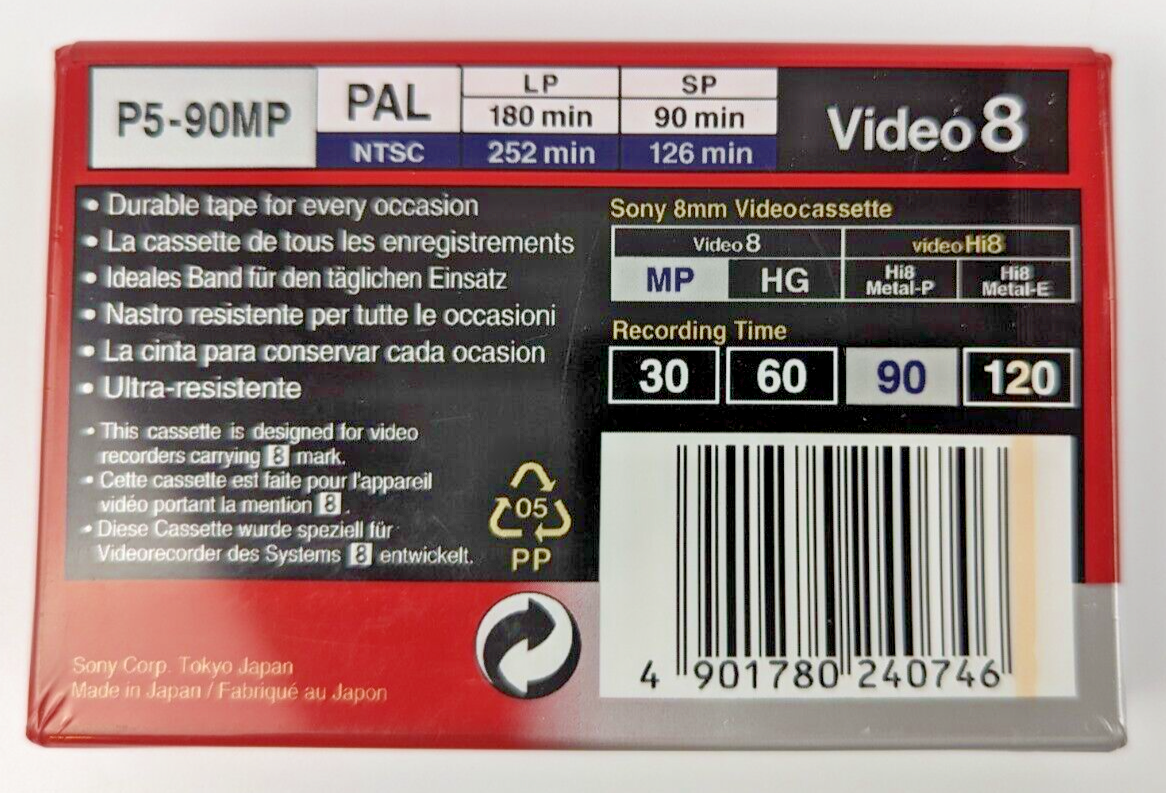 P5-90MP PAL LP SP Video 8
180 min 90 min
NTSC 252 min 126 min
• Durable tape for every occasion
• La cassette de tous les enregistrements
• Ideales Band für den täglichen Einsatz
• Nastro resistente per tutte le occasioni
• La cinta para conservar cada ocasion
• Ultra-resistente
• This cassette is designed for video
recorders carrying 8 mark.
• Cette cassette est faite pour l'appareil
vidéo portant la mention 8 .
• Diese Cassette wurde speziell für
Videorecorder des Systems 8 entwickelt.
05
PP
Sony 8mm Videocassette
Video 8 video Hi8
MP HG Hi8 Metal-P Hi8 Metal-E
Recording Time
30 60 90 120
4 901780 240746
Sony Corp. Tokyo Japan
Made in Japan / Fabriqué au Japon